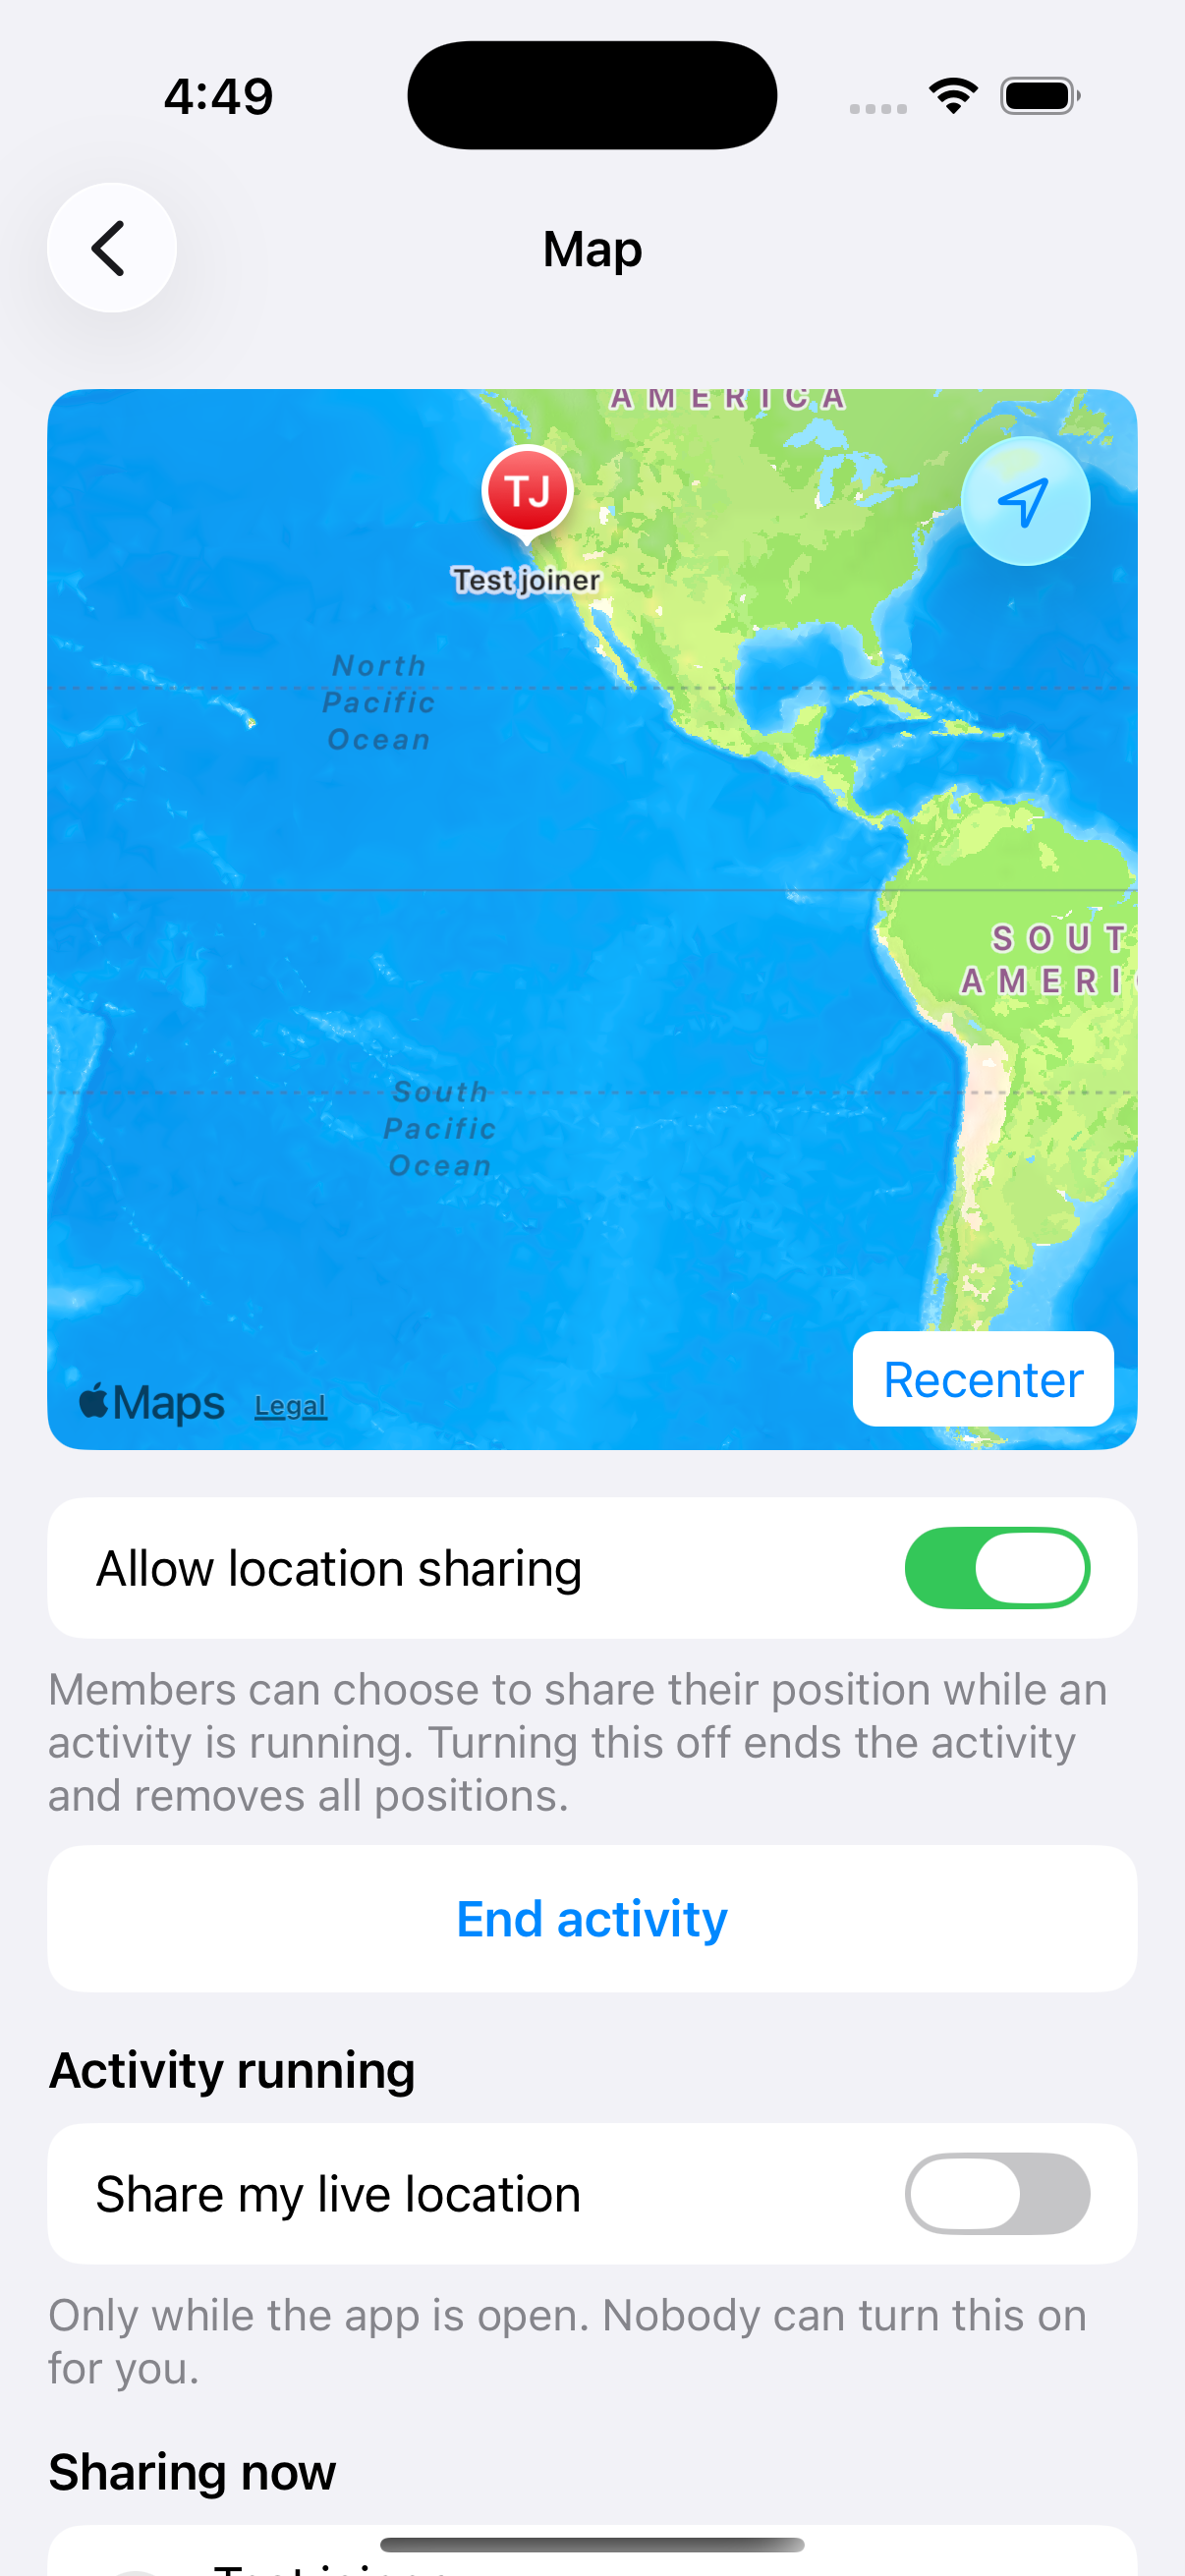 4:49
Map
AMERICA
TJ
Test joiner
North
Pacific
Ocean
SOUT
AMERI
South
Pacific
Ocean
Recenter
Maps Legal
Allow location sharing
Members can choose to share their position while an
activity is running. Turning this off ends the activity
and removes all positions.
End activity
Activity running
Share my live location
Only while the app is open. Nobody can turn this on
for you.
Sharing now